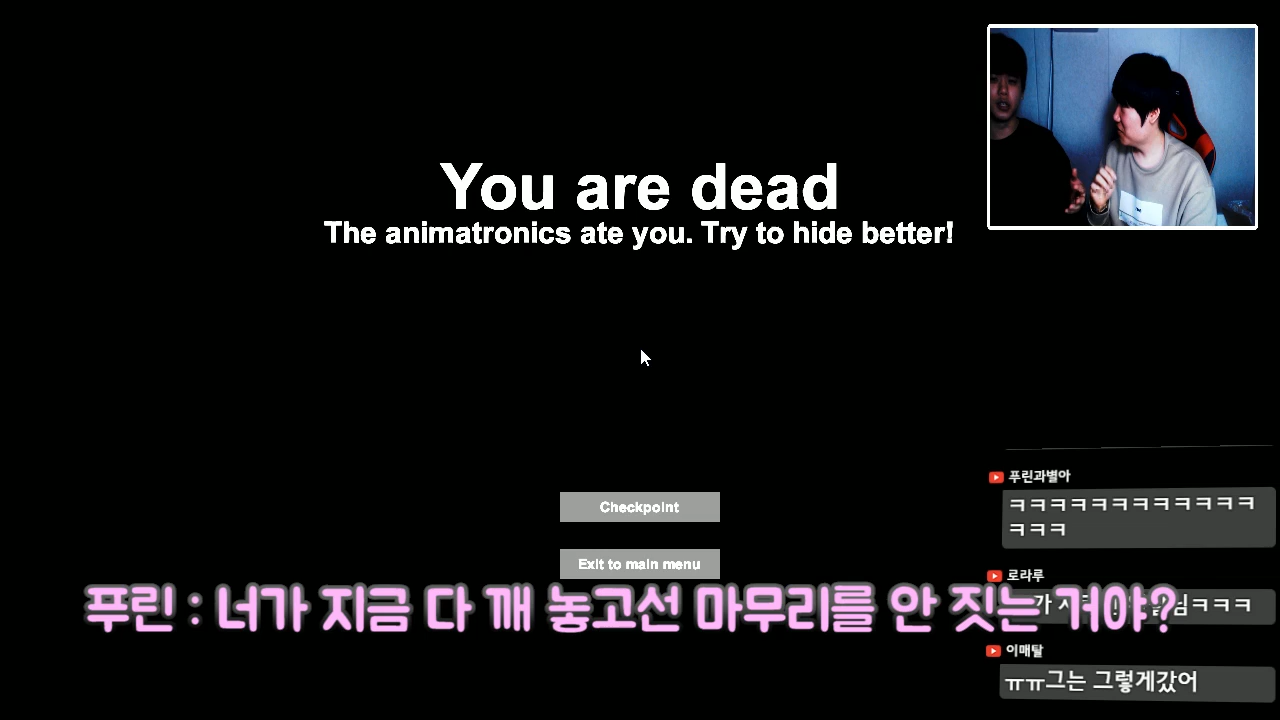 You are dead
The animatronics ate you. Try to hide better!
Checkpoint
Exit to main menu
푸린 : 너가 지금 다 깨 놓고선 마무리를 안 짓는 거야?
푸린과별아
ㅋㅋㅋㅋㅋㅋㅋㅋㅋㅋㅋㅋ
ㅋㅋㅋ
로라루
ㅋㅋㅋ
이매탈
ㅠㅠ그는 그렇게갔어